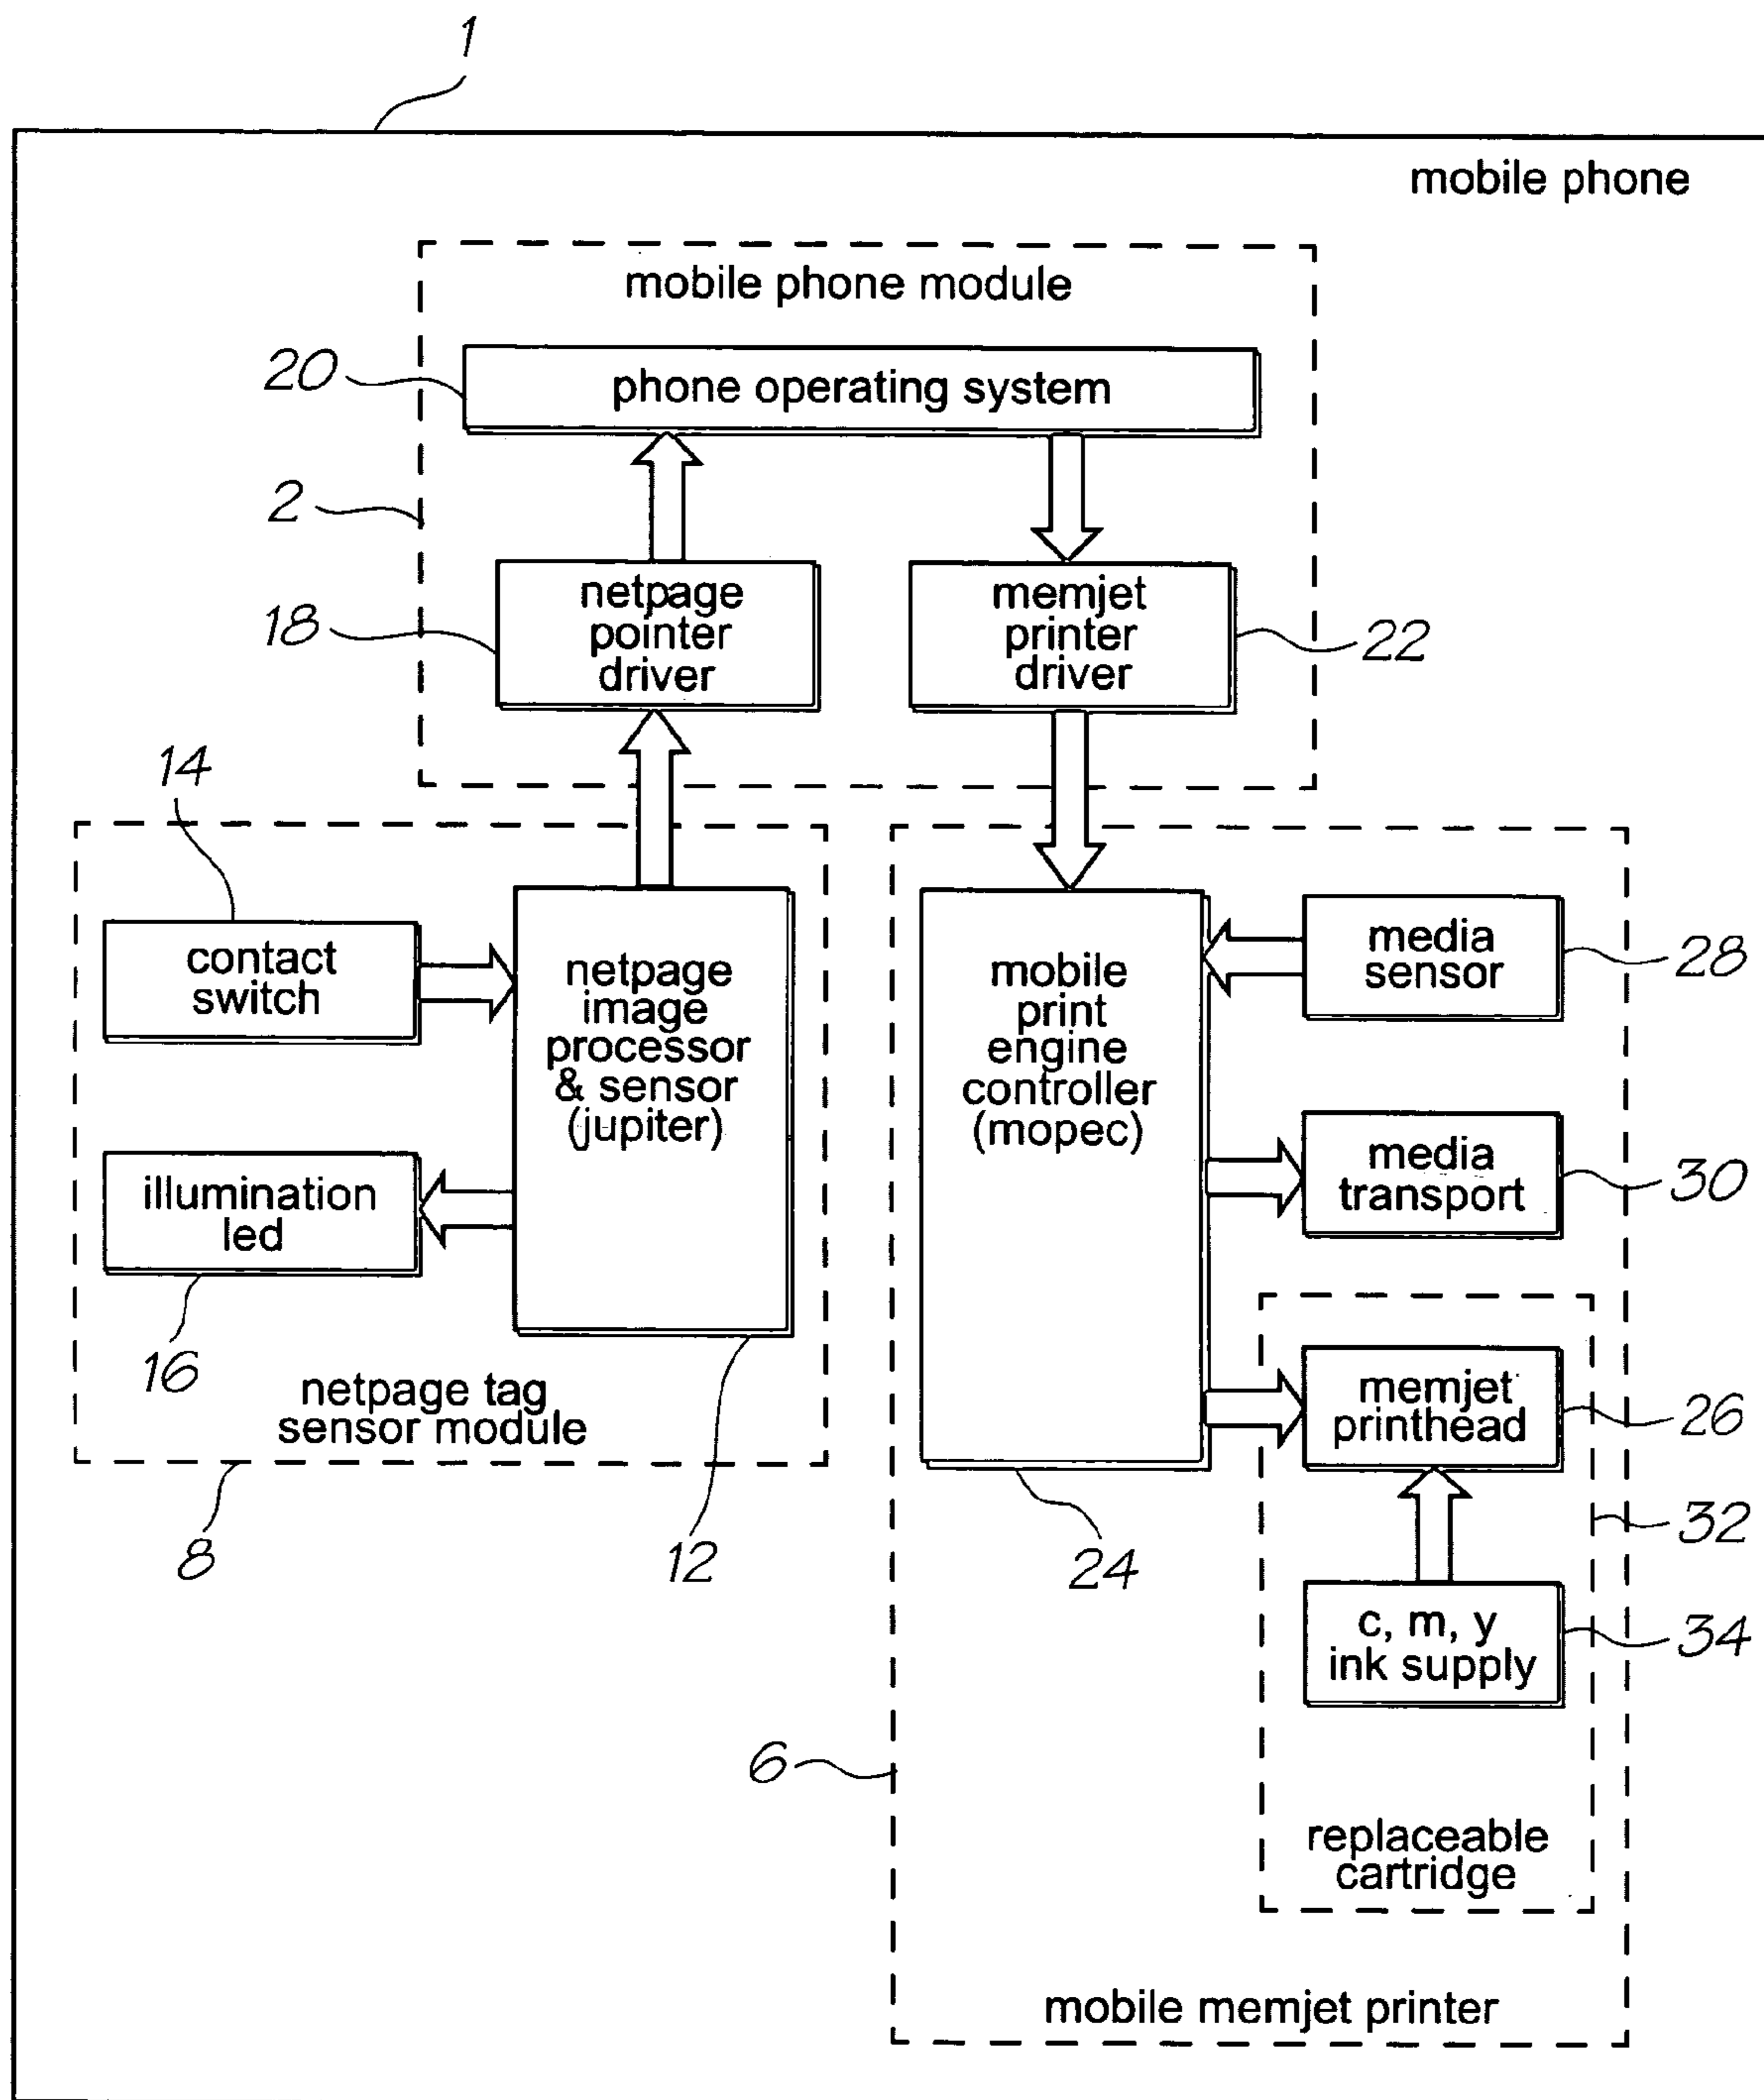 1
mobile phone
mobile phone module
20
phone operating system
2
18
netpage
pointer
driver
memjet
printer
driver
22
14
contact
switch
netpage
image
processor
& sensor
(jupiter)
illumination
led
16
netpage tag
sensor module
8
12
mobile
print
engine
controller
(mopec)
24
media
sensor
28
media
transport
30
memjet
printhead
26
32
c, m, y
ink supply
34
6
replaceable
cartridge
mobile memjet printer